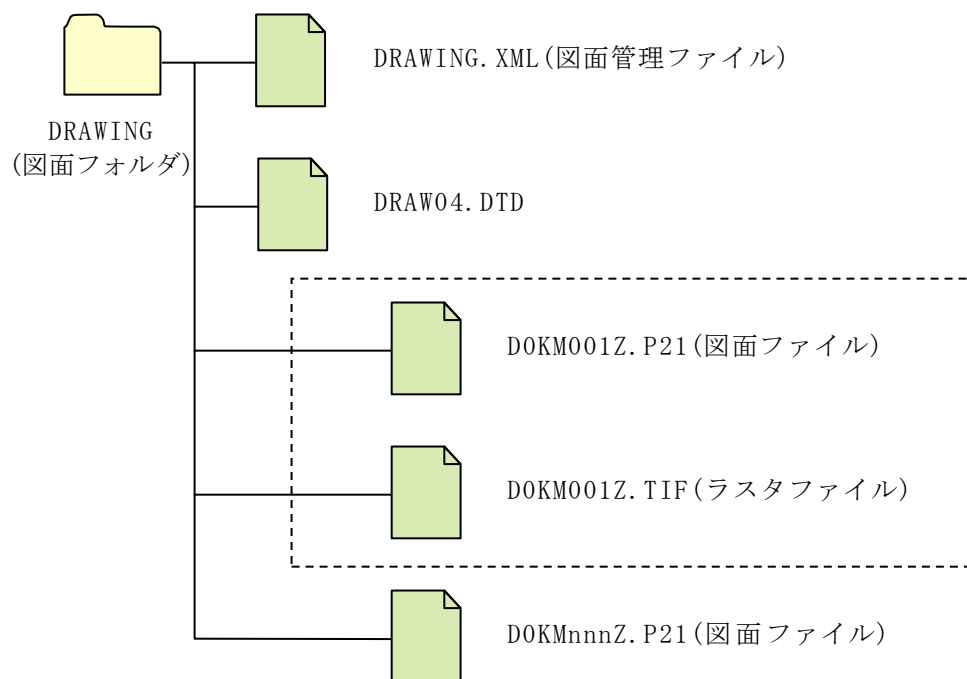 DRAWING.XML(図面管理ファイル)
DRAWING
(図面フォルダ)
DRAW04.DTD
D0KM001Z.P21(図面ファイル)
D0KM001Z.TIF(ラスタファイル)
D0KMnnnZ.P21(図面ファイル)